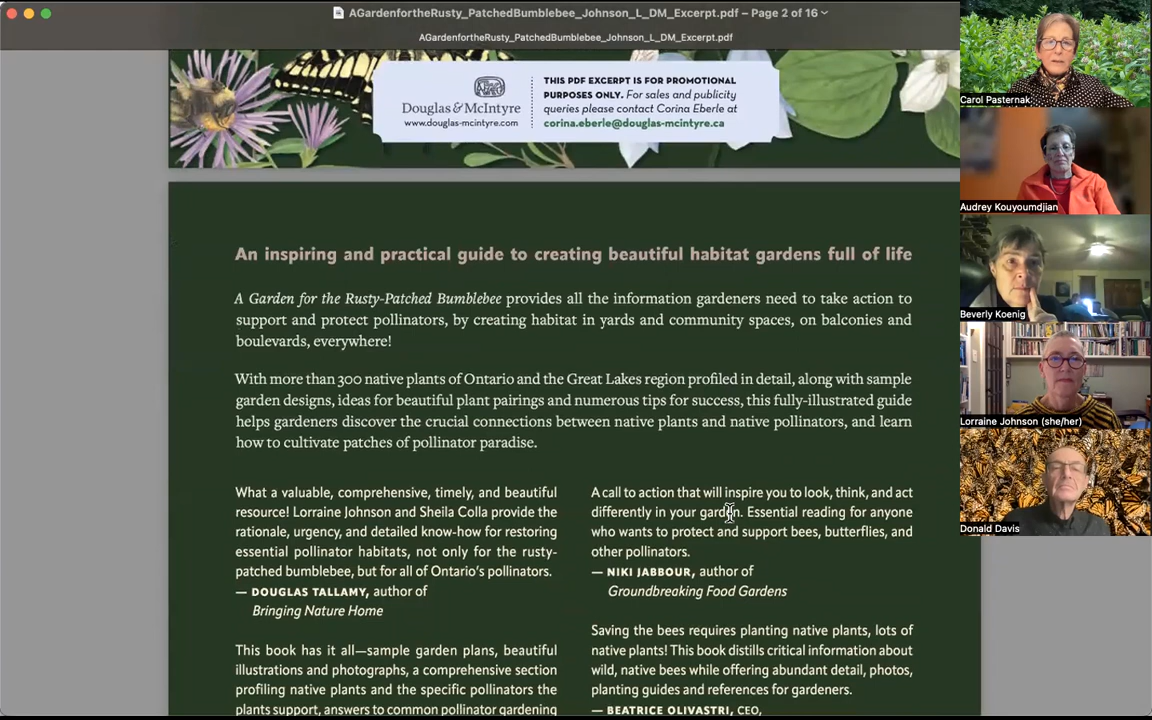 AGardenfortheRusty_PatchedBumblebee_Johnson_L_DM_Excerpt.pdf – Page 2 of 16
AGardenfortheRusty_PatchedBumblebee_Johnson_L_DM_Excerpt.pdf
Douglas & McIntyre
www.douglas-mcintyre.com
THIS PDF EXCERPT IS FOR PROMOTIONAL
PURPOSES ONLY. For sales and publicity
queries please contact Corina Eberle at
corina.eberle@douglas-mcintyre.ca
An inspiring and practical guide to creating beautiful habitat gardens full of life
A Garden for the Rusty-Patched Bumblebee provides all the information gardeners need to take action to
support and protect pollinators, by creating habitat in yards and community spaces, on balconies and
boulevards, everywhere!
With more than 300 native plants of Ontario and the Great Lakes region profiled in detail, along with sample
garden designs, ideas for beautiful plant pairings and numerous tips for success, this fully-illustrated guide
helps gardeners discover the crucial connections between native plants and native pollinators, and learn
how to cultivate patches of pollinator paradise.
What a valuable, comprehensive, timely, and beautiful
resource! Lorraine Johnson and Sheila Colla provide the
rationale, urgency, and detailed know-how for restoring
essential pollinator habitats, not only for the rusty-
patched bumblebee, but for all of Ontario's pollinators.
— DOUGLAS TALLAMY, author of
Bringing Nature Home
This book has it all—sample garden plans, beautiful
illustrations and photographs, a comprehensive section
profiling native plants and the specific pollinators the
plants support, answers to common pollinator gardening
A call to action that will inspire you to look, think, and act
differently in your garden. Essential reading for anyone
who wants to protect and support bees, butterflies, and
other pollinators.
— NIKI JABBOUR, author of
Groundbreaking Food Gardens
Saving the bees requires planting native plants, lots of
native plants! This book distills critical information about
wild, native bees while offering abundant detail, photos,
planting guides and references for gardeners.
— BEATRICE OLIVASTRI, CEO,
Carol Pasternak
Audrey Kouyoumdjian
Beverly Koenig
Lorraine Johnson (she/her)
Donald Davis